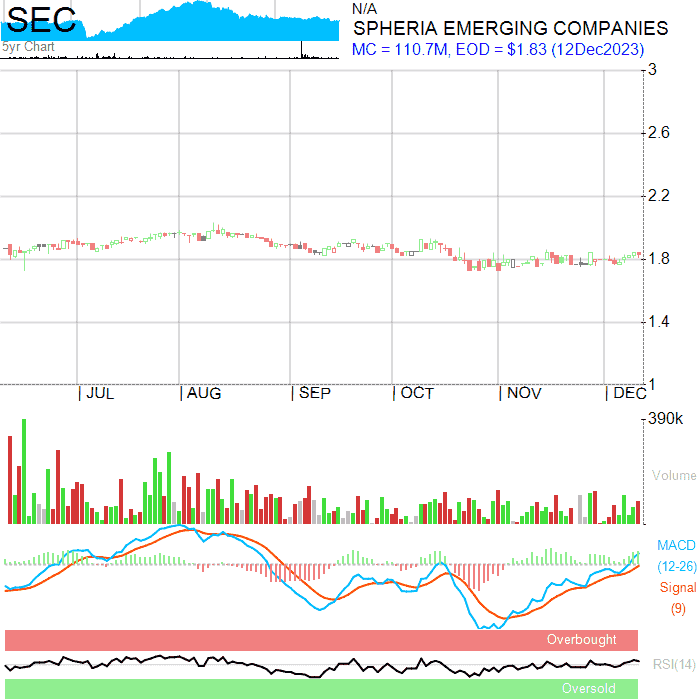 SEC
5yr Chart
N/A
SPHERIA EMERGING COMPANIES
MC = 110.7M, EOD = $1.83 (12Dec2023)
3
2.6
2.2
1.8
1.4
1
JUL
AUG
SEP
OCT
NOV
DEC
390k
Volume
MACD
(12-26)
Signal
(9)
Overbought
RSI(14)
Oversold